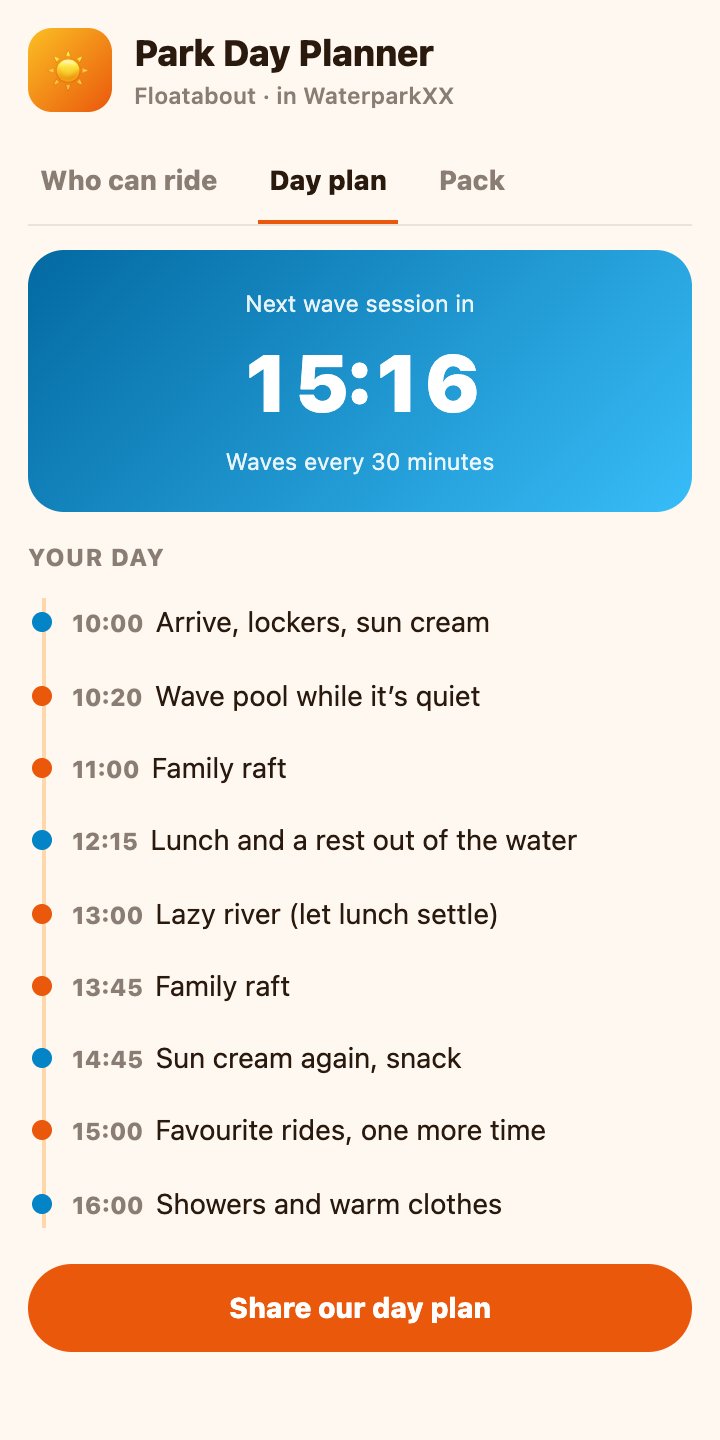 Park Day Planner
Floatabout · in WaterparkXX
Who can ride Day plan Pack
Next wave session in
15:16
Waves every 30 minutes
YOUR DAY
10:00 Arrive, lockers, sun cream
10:20 Wave pool while it’s quiet
11:00 Family raft
12:15 Lunch and a rest out of the water
13:00 Lazy river (let lunch settle)
13:45 Family raft
14:45 Sun cream again, snack
15:00 Favourite rides, one more time
16:00 Showers and warm clothes
Share our day plan